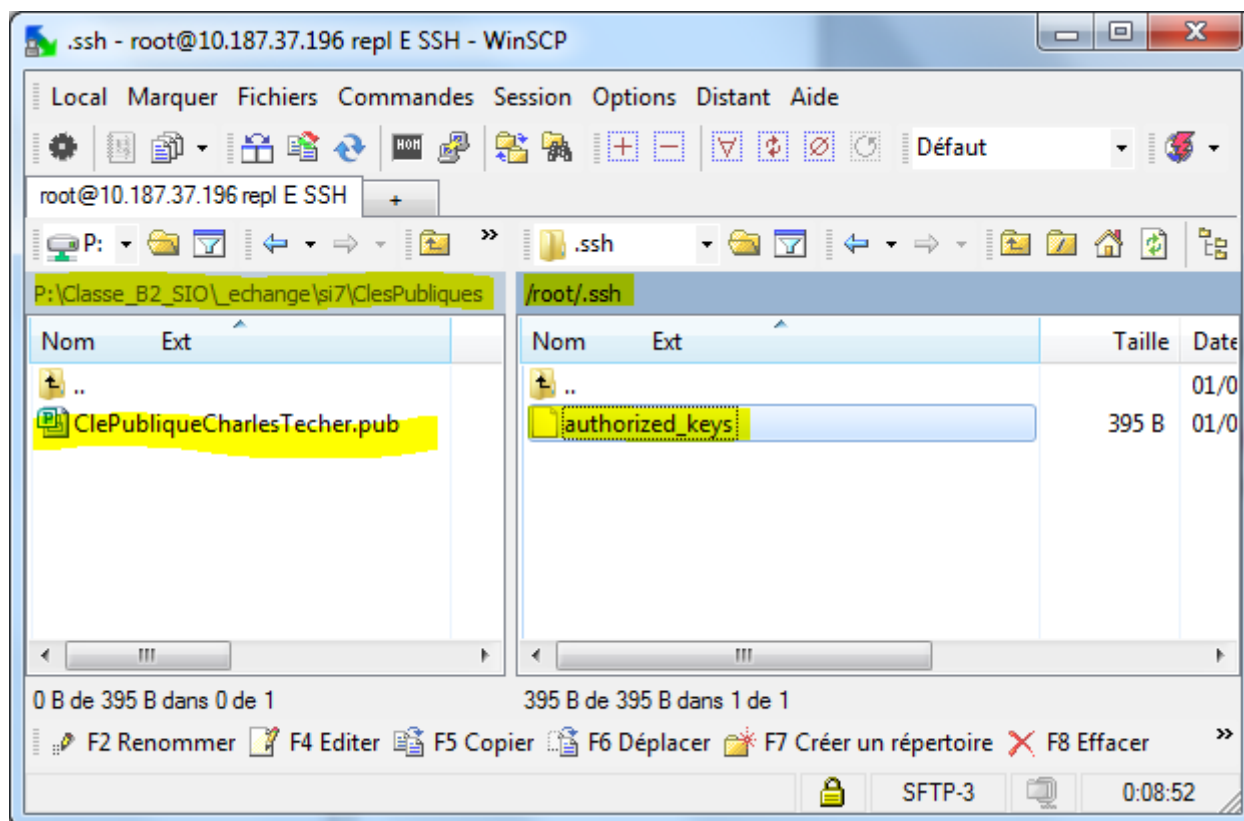 .ssh - root@10.187.37.196 repl E SSH - WinSCP
Local Marquer Fichiers Commandes Session Options Distant Aide
Défaut
root@10.187.37.196 repl E SSH +
P: » .ssh
P:\Classe_B2_SIO\_echange\si7\ClesPubliques /root/.ssh
Nom Ext Nom Ext Taille Date
.. .. 01/0
ClePubliqueCharlesTecher.pub authorized_keys 395 B 01/0
0 B de 395 B dans 0 de 1 395 B de 395 B dans 1 de 1
F2 Renommer F4 Editer F5 Copier F6 Déplacer F7 Créer un répertoire F8 Effacer »
SFTP-3 0:08:52